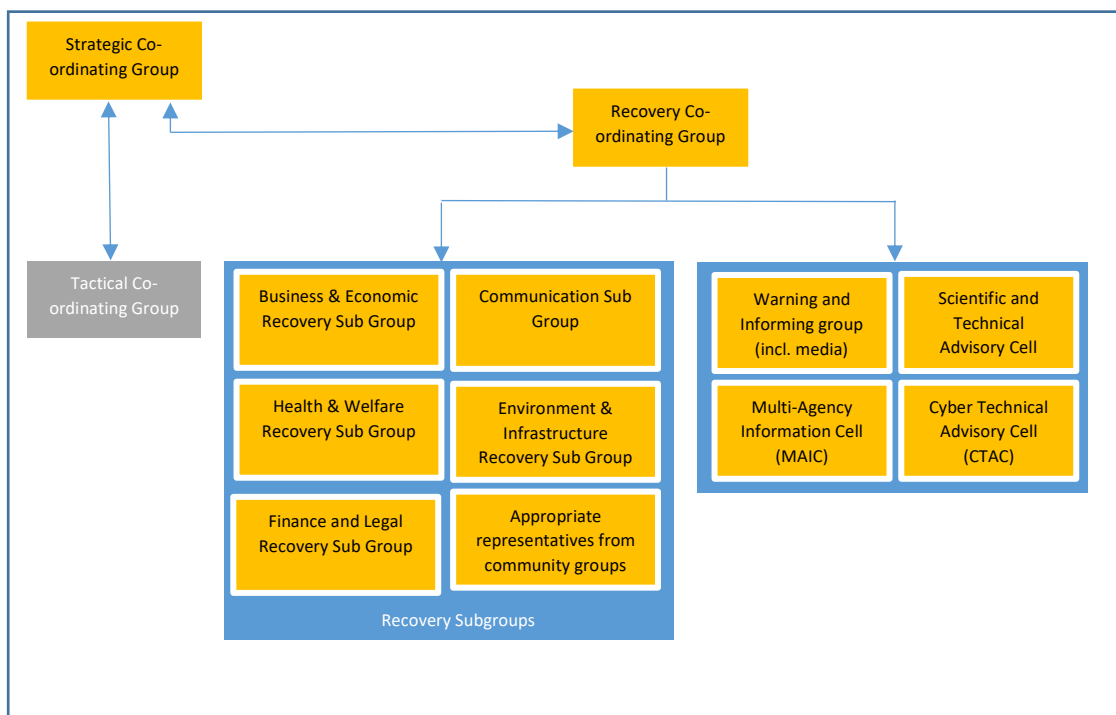 Strategic Co-
ordinating Group
Recovery Co-
ordinating Group
Tactical Co-
ordinating Group
Business & Economic
Recovery Sub Group
Communication Sub
Group
Health & Welfare
Recovery Sub Group
Environment &
Infrastructure
Recovery Sub Group
Finance and Legal
Recovery Sub Group
Appropriate
representatives from
community groups
Recovery Subgroups
Warning and
Informing group
(incl. media)
Scientific and
Technical
Advisory Cell
Multi-Agency
Information Cell
(MAIC)
Cyber Technical
Advisory Cell
(CTAC)